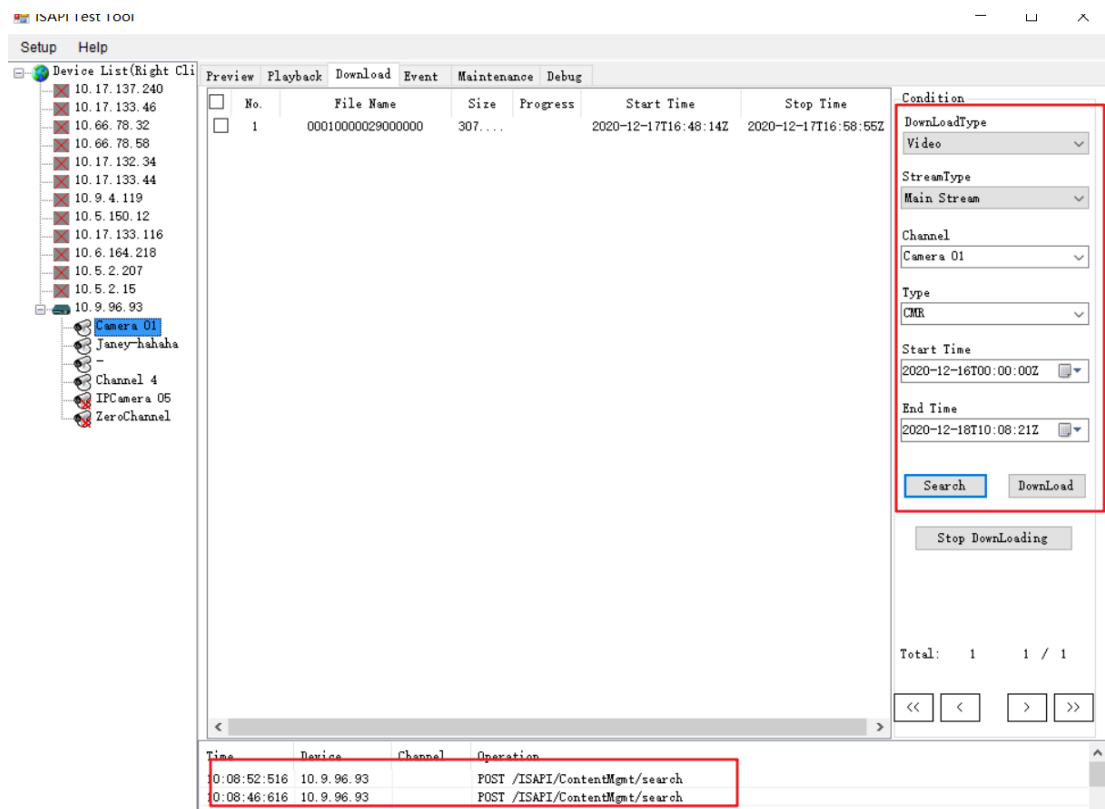 ISAPI Test Tool
Setup Help
Device List(Right Cli
10.17.137.240
10.17.133.46
10.66.78.32
10.66.78.58
10.17.132.34
10.17.133.44
10.9.4.119
10.5.150.12
10.17.133.116
10.6.164.218
10.5.2.207
10.5.2.15
10.9.96.93
Camera 01
Janey-hahaha
-
Channel 4
IPCamera 05
ZeroChannel
Preview Playback Download Event Maintenance Debug
No. File Name Size Progress Start Time Stop Time
1 00010000029000000 307.... 2020-12-17T16:48:14Z 2020-12-17T16:58:55Z
Condition
DownLoadType
Video
StreamType
Main Stream
Channel
Camera 01
Type
CMR
Start Time
2020-12-16T00:00:00Z
End Time
2020-12-18T10:08:21Z
Search DownLoad
Stop DownLoading
Total: 1 1 / 1
<< < > >>
Time Device Channel Operation
10:08:52:516 10.9.96.93 POST /ISAPI/ContentMgmt/search
10:08:46:616 10.9.96.93 POST /ISAPI/ContentMgmt/search